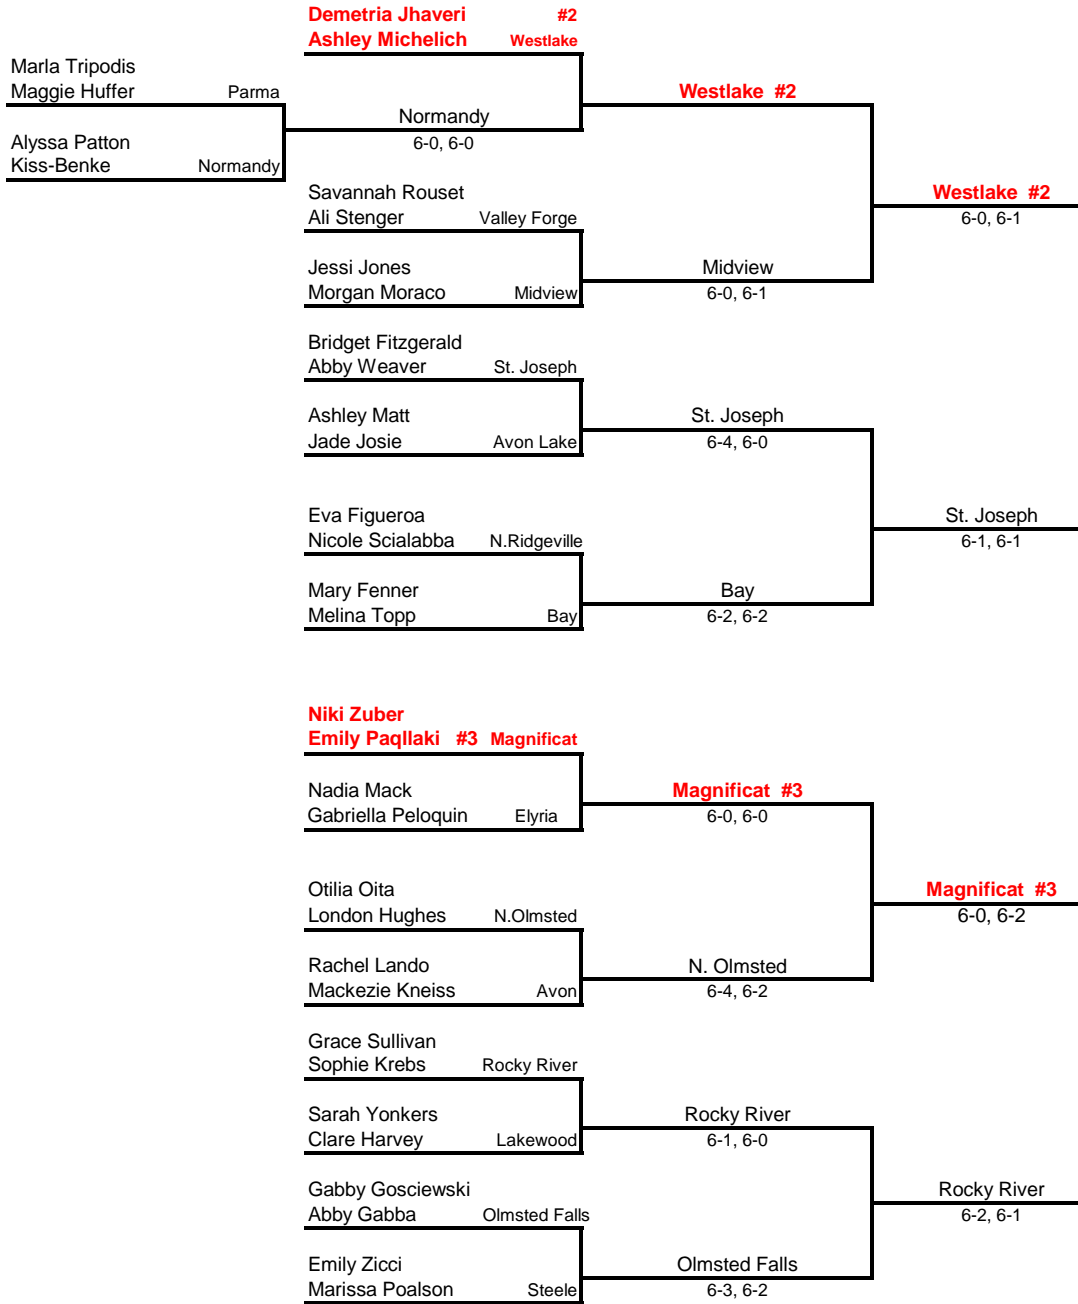 Demetria Jhaveri #2
Ashley Michelich Westlake
Marla Tripodis
Maggie Huffer Parma
Westlake #2
Normandy
6-0, 6-0
Alyssa Patton
Kiss-Benke Normandy
Savannah Rouset
Ali Stenger Valley Forge
Westlake #2
6-0, 6-1
Jessi Jones
Morgan Moraco Midview
Midview
6-0, 6-1
Bridget Fitzgerald
Abby Weaver St. Joseph
Ashley Matt
Jade Josie Avon Lake
St. Joseph
6-4, 6-0
Eva Figueroa
Nicole Scialabba N.Ridgeville
St. Joseph
6-1, 6-1
Mary Fenner
Melina Topp Bay
Bay
6-2, 6-2
Niki Zuber
Emily Paqllaki #3 Magnificat
Nadia Mack
Gabriella Peloquin Elyria
Magnificat #3
6-0, 6-0
Otilia Oita
London Hughes N.Olmsted
Magnificat #3
6-0, 6-2
Rachel Lando
Mackezie Kneiss Avon
N. Olmsted
6-4, 6-2
Grace Sullivan
Sophie Krebs Rocky River
Sarah Yonkers
Clare Harvey Lakewood
Rocky River
6-1, 6-0
Gabby Gosciewski
Abby Gabba Olmsted Falls
Rocky River
6-2, 6-1
Emily Zicci
Marissa Poalson Steele
Olmsted Falls
6-3, 6-2